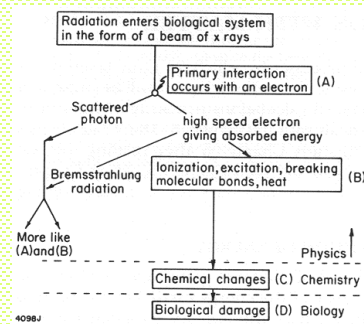 Radiation enters biological system
in the form of a beam of x rays
Primary interaction
occurs with an electron
(A)
Scattered
photon
high speed electron
giving absorbed energy
Bremsstrahlung
radiation
Ionization, excitation, breaking
molecular bonds, heat
(B)
More like
(A) and (B)
Physics
Chemical changes (C) Chemistry
Biological damage (D) Biology
4098J